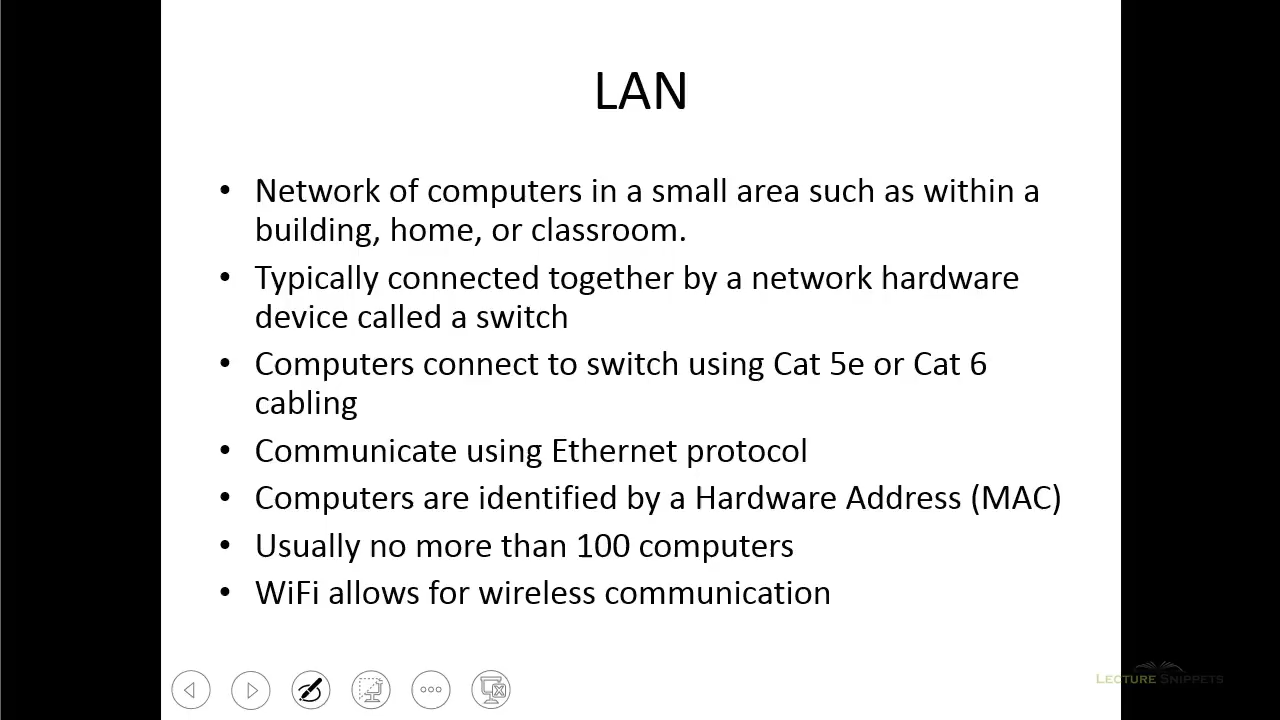 LAN
• Network of computers in a small area such as within a
building, home, or classroom.
• Typically connected together by a network hardware
device called a switch
• Computers connect to switch using Cat 5e or Cat 6
cabling
• Communicate using Ethernet protocol
• Computers are identified by a Hardware Address (MAC)
• Usually no more than 100 computers
• WiFi allows for wireless communication
LECTURE SNIPPETS